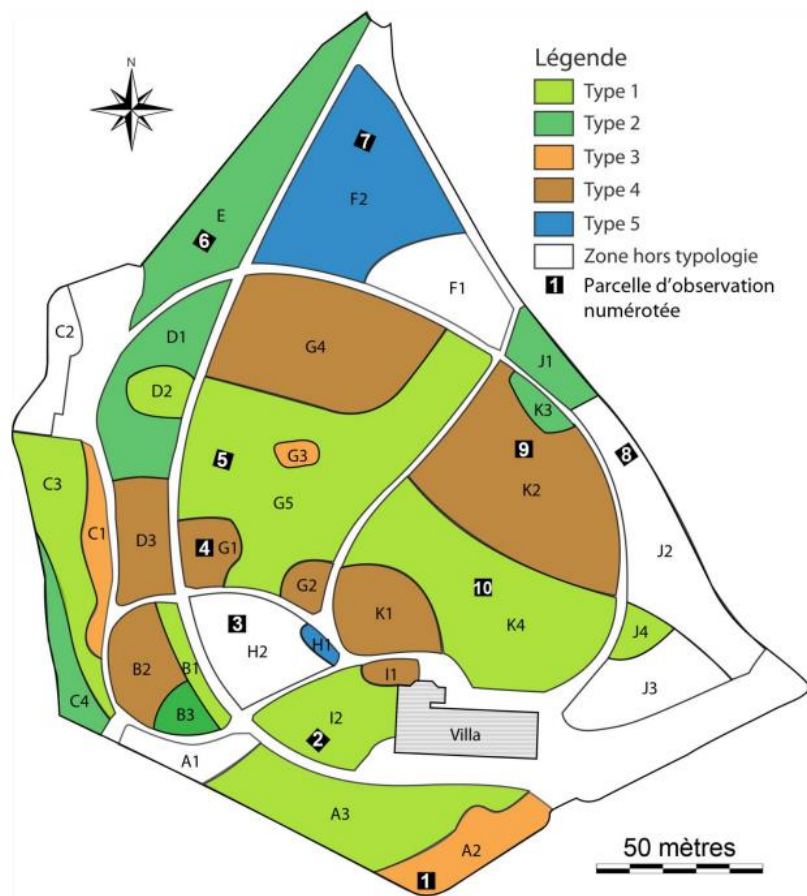 N
Légende
Type 1
Type 2
Type 3
Type 4
Type 5
Zone hors typologie
1 Parcelle d'observation
numérotée
7
F2
E
6
F1
C2
D1
G4
J1
D2
K3
8
9
5
G3
K2
C3
C1
G5
D3
4 G1
J2
10
G2
K1
3
K4
H1
H2
J4
B2
B1
I1
J3
C4
B3
I2
2
Villa
A1
A3
A2
1
50 mètres